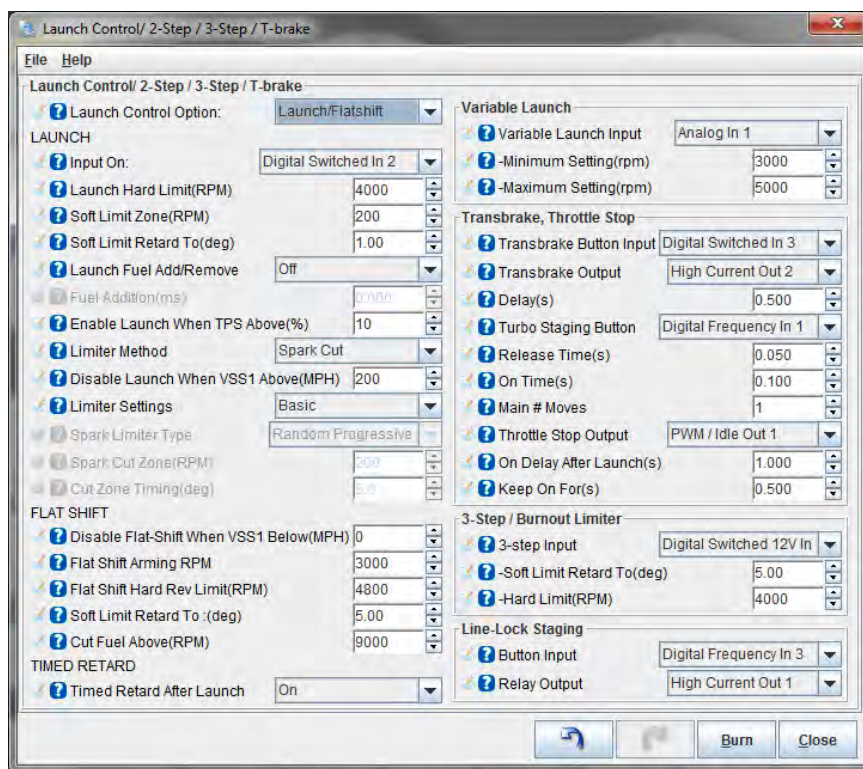 Launch Control/ 2-Step / 3-Step / T-brake
File Help
Launch Control/ 2-Step / 3-Step / T-brake
Launch Control Option: Launch/Flatshift
LAUNCH
Input On: Digital Switched In 2
Launch Hard Limit(RPM) 4000
Soft Limit Zone(RPM) 200
Soft Limit Retard To(deg) 1.00
Launch Fuel Add/Remove Off
Fuel Addition(ms) 0.000
Enable Launch When TPS Above(%) 10
Limiter Method Spark Cut
Disable Launch When VSS1 Above(MPH) 200
Limiter Settings Basic
Spark Limiter Type Random Progressive
Spark Cut Zone(RPM) 200
Cut Zone Timing(deg)
FLAT SHIFT
Disable Flat-Shift When VSS1 Below(MPH) 0
Flat Shift Arming RPM 3000
Flat Shift Hard Rev Limit(RPM) 4800
Soft Limit Retard To :(deg) 5.00
Cut Fuel Above(RPM) 9000
TIMED RETARD
Timed Retard After Launch On
Variable Launch
Variable Launch Input Analog In 1
-Minimum Setting(rpm) 3000
-Maximum Setting(rpm) 5000
Transbrake, Throttle Stop
Transbrake Button Input Digital Switched In 3
Transbrake Output High Current Out 2
Delay(s) 0.500
Turbo Staging Button Digital Frequency In 1
Release Time(s) 0.050
On Time(s) 0.100
Main # Moves 1
Throttle Stop Output PWM / Idle Out 1
On Delay After Launch(s) 1.000
Keep On For(s) 0.500
3-Step / Burnout Limiter
3-step Input Digital Switched 12V In
-Soft Limit Retard To(deg) 5.00
-Hard Limit(RPM) 4000
Line-Lock Staging
Button Input Digital Frequency In 3
Relay Output High Current Out 1
Burn Close